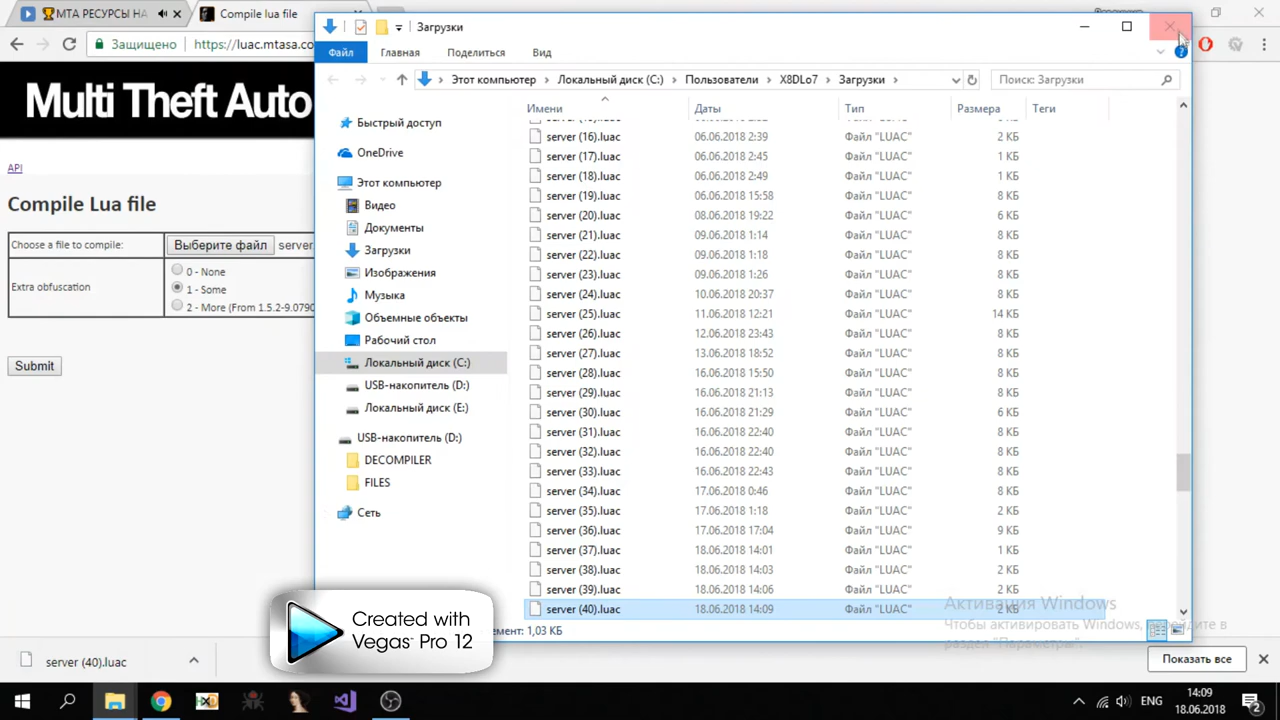 МТА РЕСУРСЫ НА
Compile lua file
Защищено
https://luac.mtasa.co
Multi Theft Auto
API
Compile Lua file
Choose a file to compile:
Выберите файл
server
Extra obfuscation
0 - None
1 - Some
2 - More (From 1.5.2-9.0790
Submit
Загрузки
Файл
Главная
Поделиться
Вид
Этот компьютер
Локальный диск (C:)
Пользователи
X8DLo7
Загрузки
Поиск: Загрузки
Имени
Даты
Тип
Размера
Теги
Быстрый доступ
OneDrive
Этот компьютер
Видео
Документы
Загрузки
Изображения
Музыка
Объемные объекты
Рабочий стол
Локальный диск (C:)
USB-накопитель (D:)
Локальный диск (E:)
USB-накопитель (D:)
DECOMPILER
FILES
Сеть
server (16).luac 06.06.2018 2:39 Файл "LUAC" 2 КБ
server (17).luac 06.06.2018 2:45 Файл "LUAC" 1 КБ
server (18).luac 06.06.2018 2:49 Файл "LUAC" 1 КБ
server (19).luac 06.06.2018 15:58 Файл "LUAC" 8 КБ
server (20).luac 08.06.2018 19:22 Файл "LUAC" 6 КБ
server (21).luac 09.06.2018 1:14 Файл "LUAC" 8 КБ
server (22).luac 09.06.2018 1:18 Файл "LUAC" 8 КБ
server (23).luac 09.06.2018 1:26 Файл "LUAC" 8 КБ
server (24).luac 10.06.2018 20:37 Файл "LUAC" 8 КБ
server (25).luac 11.06.2018 12:21 Файл "LUAC" 14 КБ
server (26).luac 12.06.2018 23:43 Файл "LUAC" 8 КБ
server (27).luac 13.06.2018 18:52 Файл "LUAC" 8 КБ
server (28).luac 16.06.2018 15:50 Файл "LUAC" 8 КБ
server (29).luac 16.06.2018 21:13 Файл "LUAC" 8 КБ
server (30).luac 16.06.2018 21:29 Файл "LUAC" 6 КБ
server (31).luac 16.06.2018 22:40 Файл "LUAC" 8 КБ
server (32).luac 16.06.2018 22:40 Файл "LUAC" 8 КБ
server (33).luac 16.06.2018 22:43 Файл "LUAC" 8 КБ
server (34).luac 17.06.2018 0:46 Файл "LUAC" 8 КБ
server (35).luac 17.06.2018 1:18 Файл "LUAC" 2 КБ
server (36).luac 17.06.2018 17:04 Файл "LUAC" 9 КБ
server (37).luac 18.06.2018 14:01 Файл "LUAC" 1 КБ
server (38).luac 18.06.2018 14:03 Файл "LUAC" 8 КБ
server (39).luac 18.06.2018 14:06 Файл "LUAC" 8 КБ
server (40).luac 18.06.2018 14:09 Файл "LUAC" 2 КБ
емент: 1,03 КБ
Активация Windows
Чтобы активировать Windows, перейдите в
раздел "Параметры".
Created with
Vegas Pro 12
server (40).luac
Показать все
ENG
14:09
18.06.2018
2